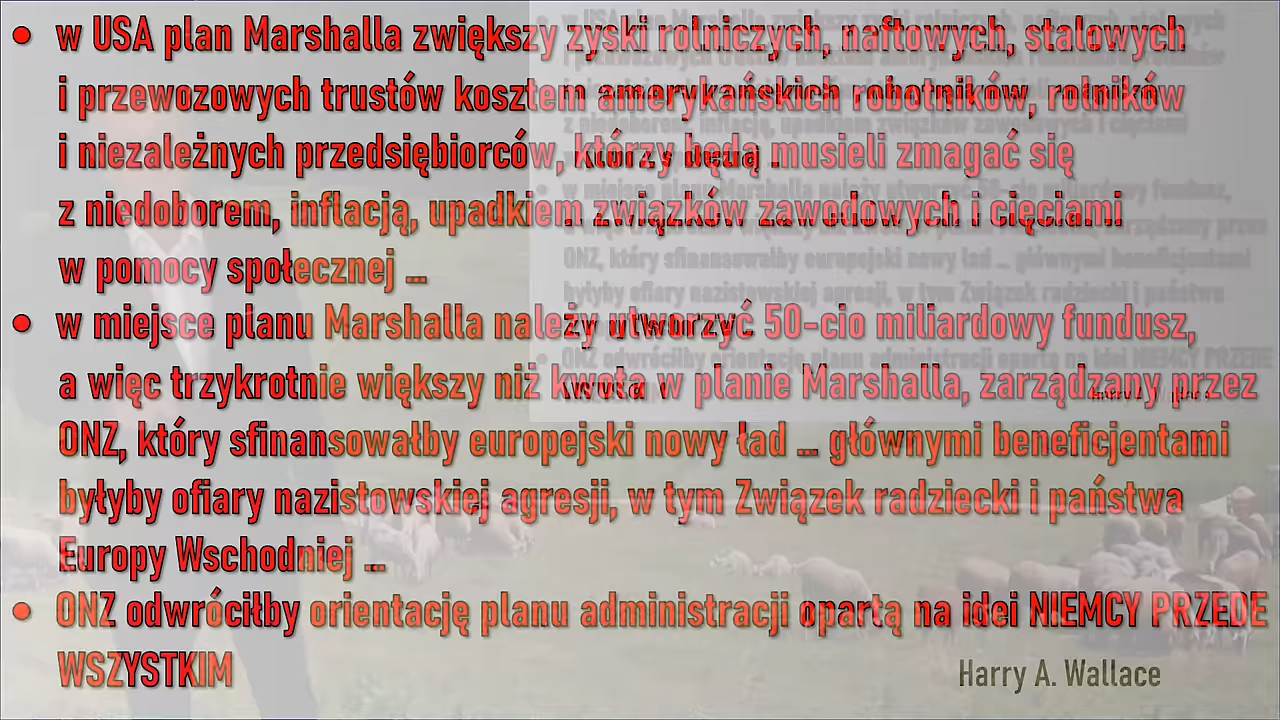 • w USA plan Marshalla zwiększy zyski rolniczych, naftowych, stalowych
i przewozowych trustów kosztem amerykańskich robotników, rolników
i niezależnych przedsiębiorców, którzy będą musieli zmagać się
z niedoborem, inflacją, upadkiem związków zawodowych i cięciami
w pomocy społecznej ...
• w miejsce planu Marshalla należy utworzyć 50-cio miliardowy fundusz,
a więc trzykrotnie większy niż kwota w planie Marshalla, zarządzany przez
ONZ, który sfinansowałby europejski nowy ład ... głównymi beneficjentami
byłyby ofiary nazistowskiej agresji, w tym Związek radziecki i państwa
Europy Wschodniej ...
• ONZ odwróciłby orientację planu administracji opartą na idei NIEMCY PRZEDE
WSZYSTKIM
Harry A. Wallace